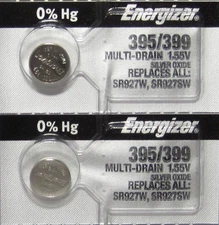 0% Hg
Energizer
395/399
MULTI-DRAIN 1.55V
SILVER OXIDE
REPLACES ALL:
SR927W, SR927SW
0% Hg
Energizer
395/399
MULTI-DRAIN 1.55V
SILVER OXIDE
REPLACES ALL:
SR927W, SR927SW